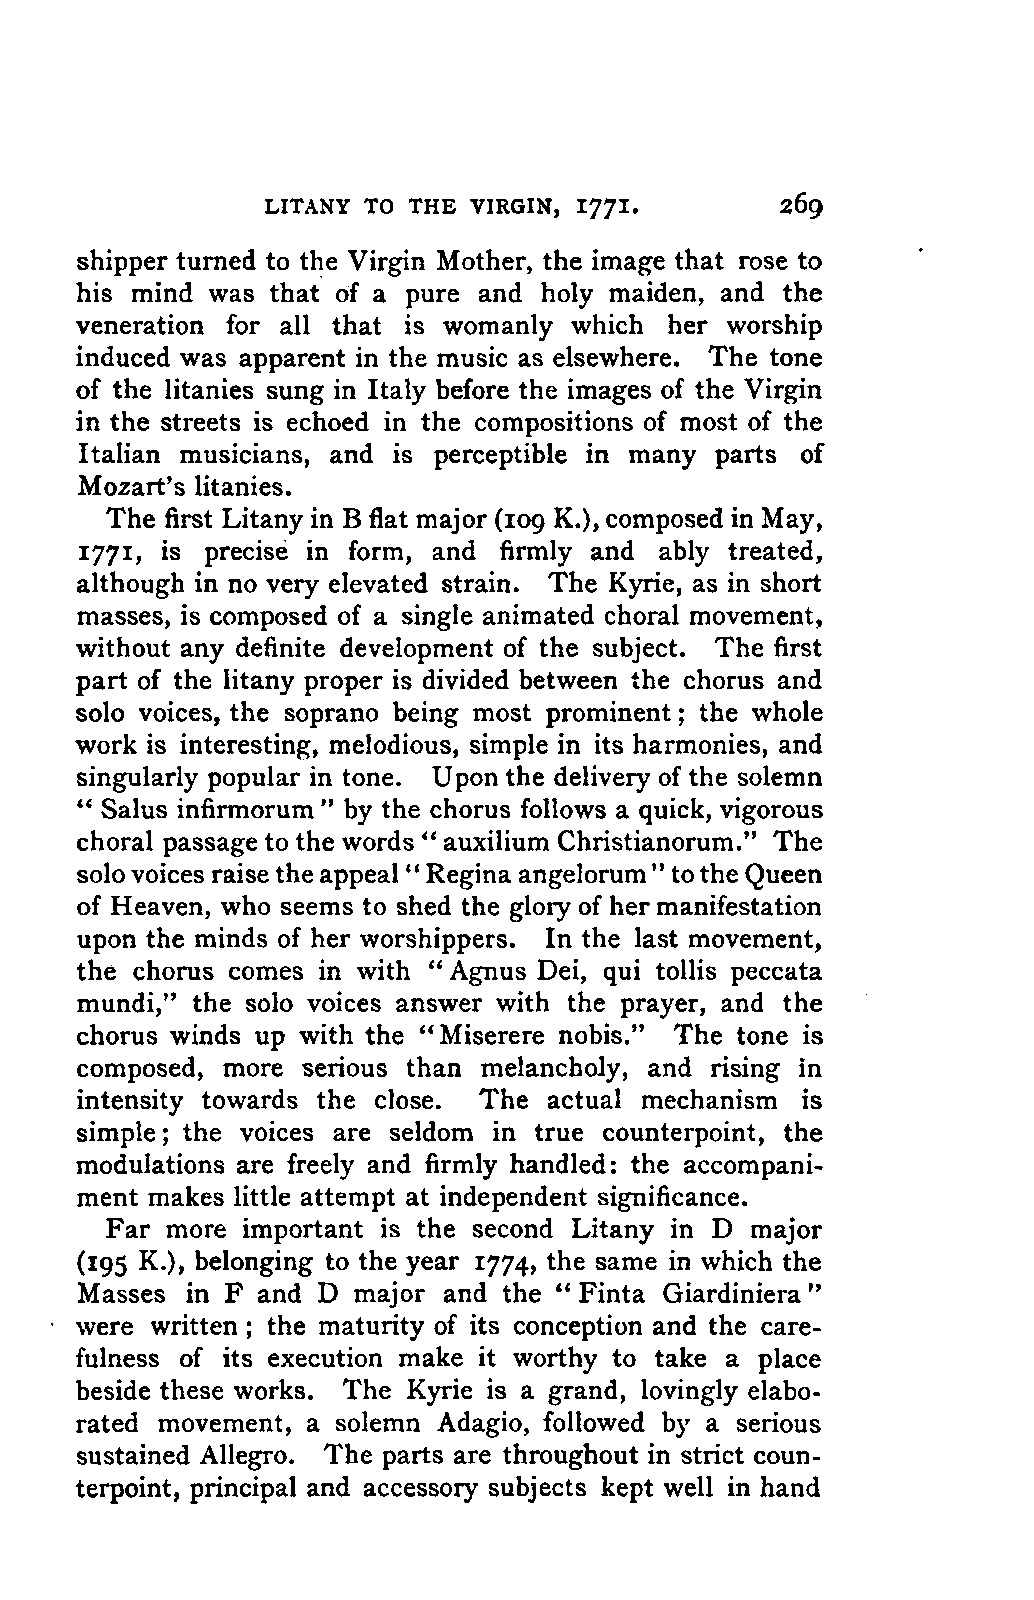 LITANY TO THE VIRGIN, 1771. 269
shipper turned to the Virgin Mother, the image that rose to
his mind was that of a pure and holy maiden, and the
veneration for all that is womanly which her worship
induced was apparent in the music as elsewhere. The tone
of the litanies sung in Italy before the images of the Virgin
in the streets is echoed in the compositions of most of the
Italian musicians, and is perceptible in many parts of
Mozart's litanies.
The first Litany in B flat major (109 K.), composed in May,
1771, is precise in form, and firmly and ably treated,
although in no very elevated strain. The Kyrie, as in short
masses, is composed of a single animated choral movement,
without any definite development of the subject. The first
part of the litany proper is divided between the chorus and
solo voices, the soprano being most prominent; the whole
work is interesting, melodious, simple in its harmonies, and
singularly popular in tone. Upon the delivery of the solemn
"Salus infirmorum" by the chorus follows a quick, vigorous
choral passage to the words "auxilium Christianorum." The
solo voices raise the appeal "Regina angelorum" to the Queen
of Heaven, who seems to shed the glory of her manifestation
upon the minds of her worshippers. In the last movement,
the chorus comes in with "Agnus Dei, qui tollis peccata
mundi," the solo voices answer with the prayer, and the
chorus winds up with the "Miserere nobis." The tone is
composed, more serious than melancholy, and rising in
intensity towards the close. The actual mechanism is
simple; the voices are seldom in true counterpoint, the
modulations are freely and firmly handled: the accompani-
ment makes little attempt at independent significance.
Far more important is the second Litany in D major
(195 K.), belonging to the year 1774, the same in which the
Masses in F and D major and the "Finta Giardiniera"
were written; the maturity of its conception and the care-
fulness of its execution make it worthy to take a place
beside these works. The Kyrie is a grand, lovingly elabo-
rated movement, a solemn Adagio, followed by a serious
sustained Allegro. The parts are throughout in strict coun-
terpoint, principal and accessory subjects kept well in hand